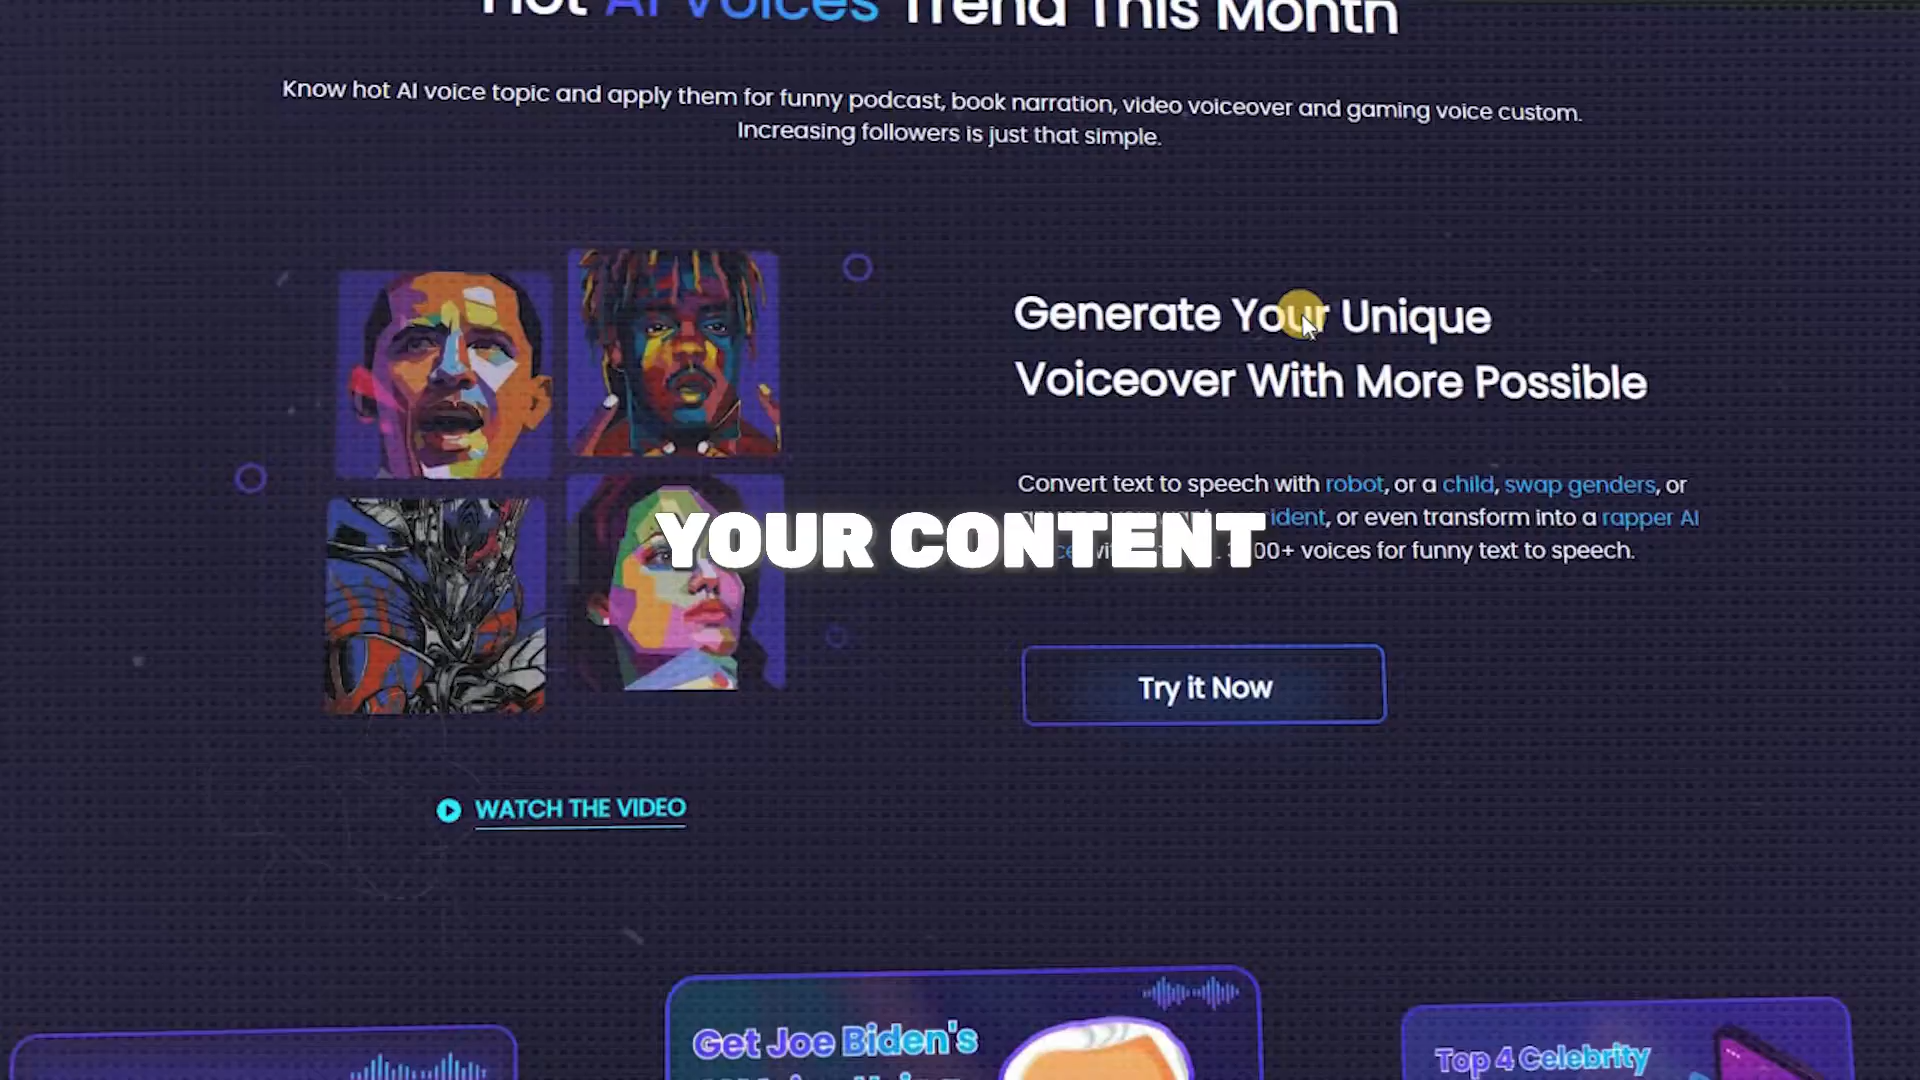 Hot AI Voices Trend This Month
Know hot AI voice topic and apply them for funny podcast, book narration, video voiceover and gaming voice custom.
Increasing followers is just that simple.
Generate Your Unique
Voiceover With More Possible
Convert text to speech with robot, or a child, swap genders, or
ident, or even transform into a rapper AI
00+ voices for funny text to speech.
YOUR CONTENT
Try it Now
WATCH THE VIDEO
Get Joe Biden's
Top 4 Celebrity